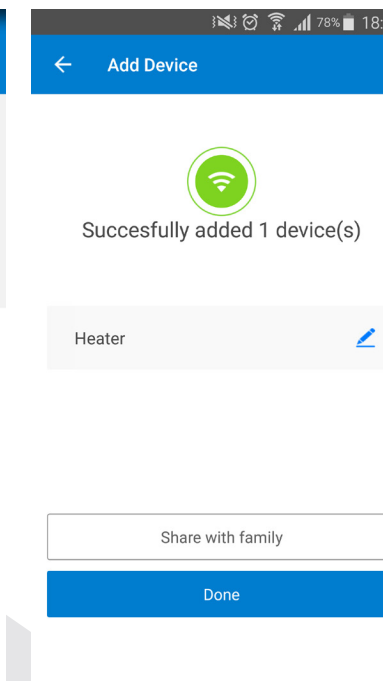 78% 18:
Add Device
Succesfully added 1 device(s)
Heater
Share with family
Done